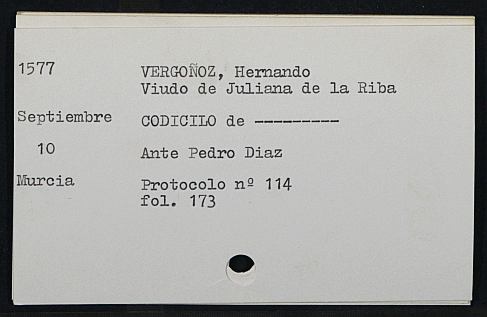 1577 VERGOÑOZ, Hernando
Viudo de Juliana de la Riba
Septiembre CODICILO de ---------
10 Ante Pedro Diaz
Murcia Protocolo nº 114
fol. 173